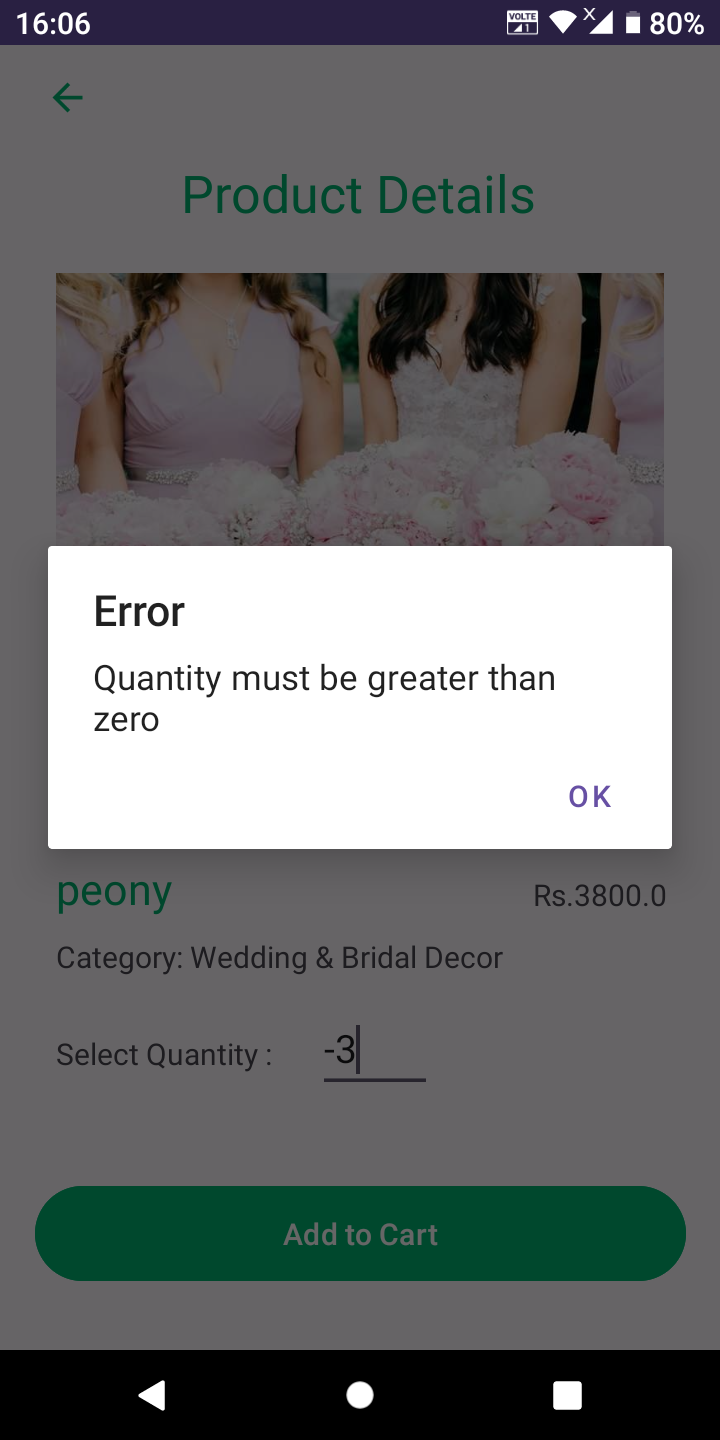 16:06 VOLTE 1 X 80%
Product Details
Error
Quantity must be greater than
zero
OK
peony Rs.3800.0
Category: Wedding & Bridal Decor
Select Quantity : -3
Add to Cart